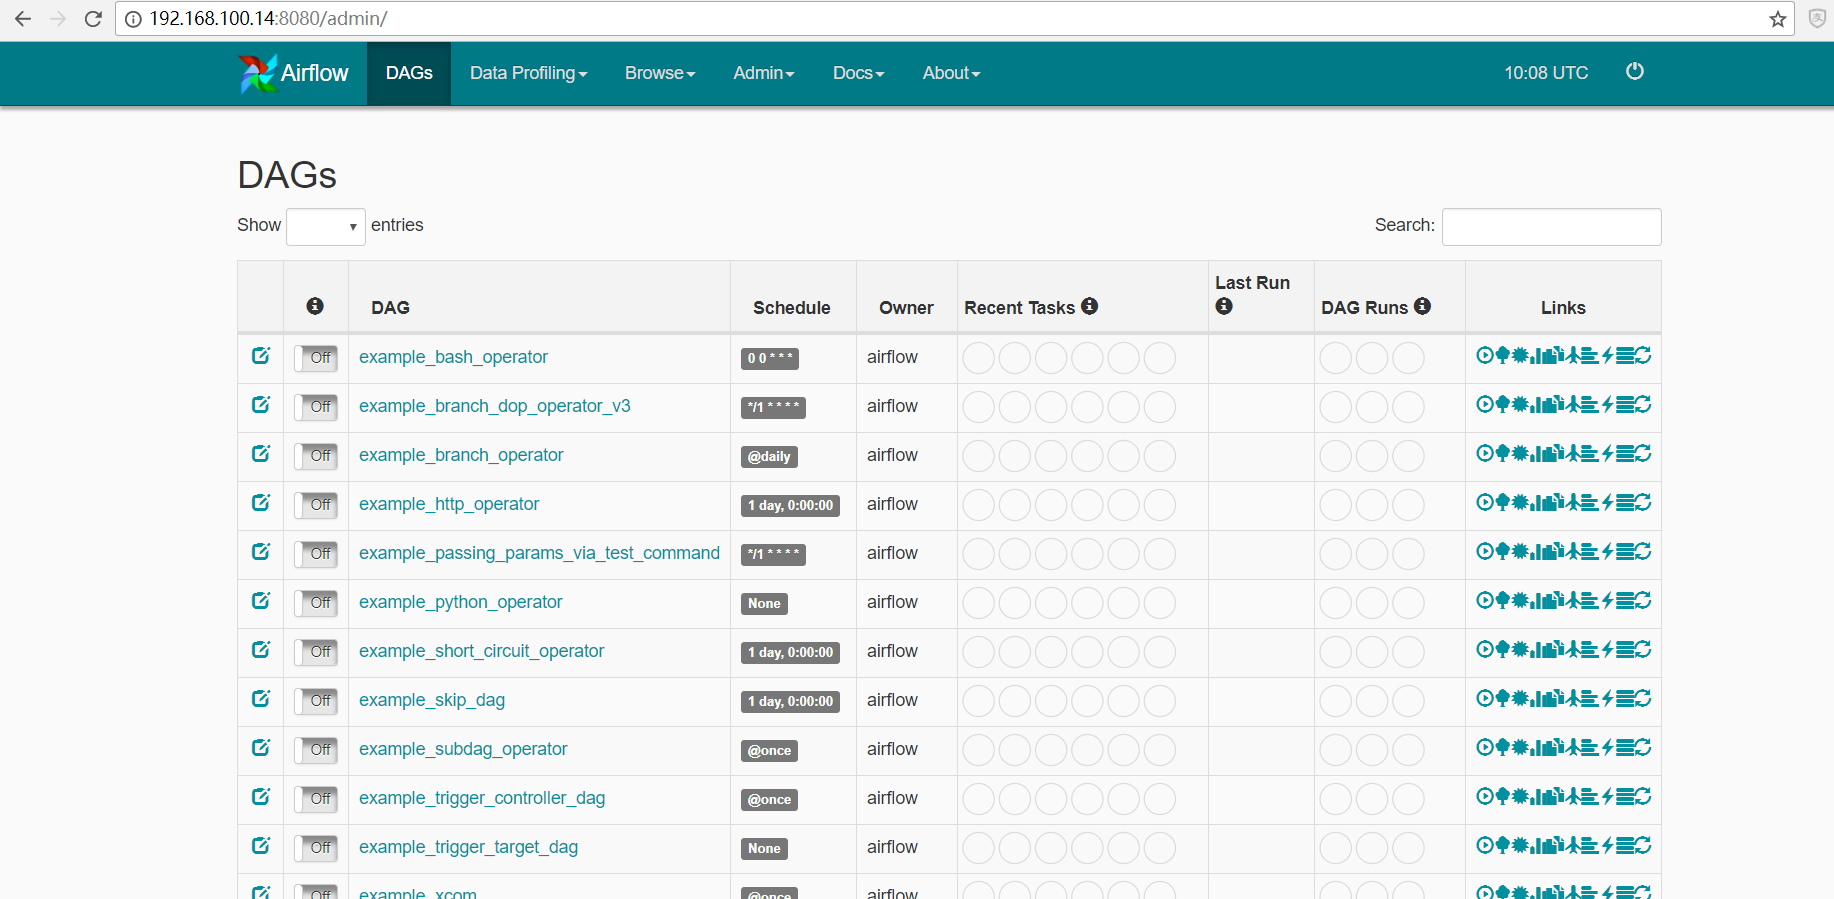 192.168.100.14:8080/admin/
Airflow DAGs Data Profiling Browse Admin Docs About 10:08 UTC
DAGs
Show entries Search:
DAG Schedule Owner Recent Tasks Last Run DAG Runs Links
Off example_bash_operator 0 0 * * * airflow
Off example_branch_dop_operator_v3 */1 * * * * airflow
Off example_branch_operator @daily airflow
Off example_http_operator 1 day, 0:00:00 airflow
Off example_passing_params_via_test_command */1 * * * * airflow
Off example_python_operator None airflow
Off example_short_circuit_operator 1 day, 0:00:00 airflow
Off example_skip_dag 1 day, 0:00:00 airflow
Off example_subdag_operator @once airflow
Off example_trigger_controller_dag @once airflow
Off example_trigger_target_dag None airflow
Off example_xcom @once airflow